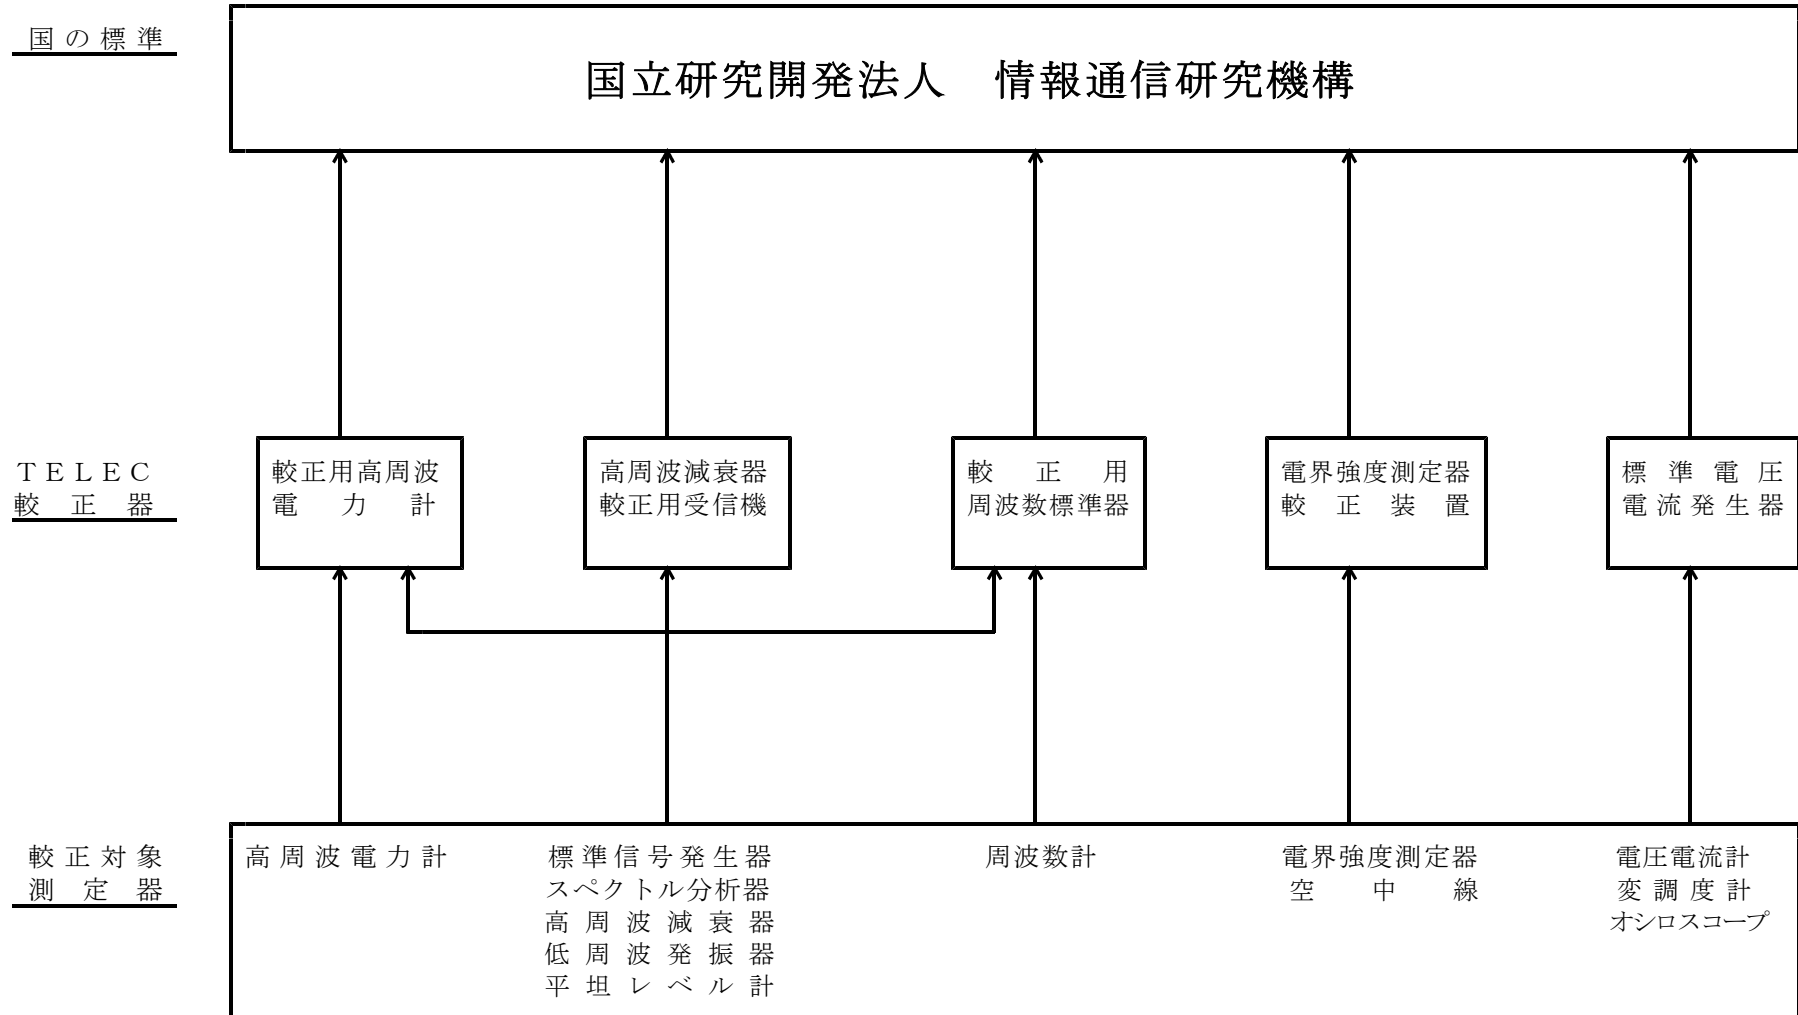 国の標準
国立研究開発法人　情報通信研究機構
ＴＥＬＥＣ
較正器
較正用高周波
電力計
高周波減衰器
較正用受信機
較正用
周波数標準器
電界強度測定器
較正装置
標準電圧
電流発生器
較正対象
測定器
高周波電力計
標準信号発生器
スペクトル分析器
高周波減衰器
低周波発振器
平坦レベル計
周波数計
電界強度測定器
空中線
電圧電流計
変調度計
オシロスコープ